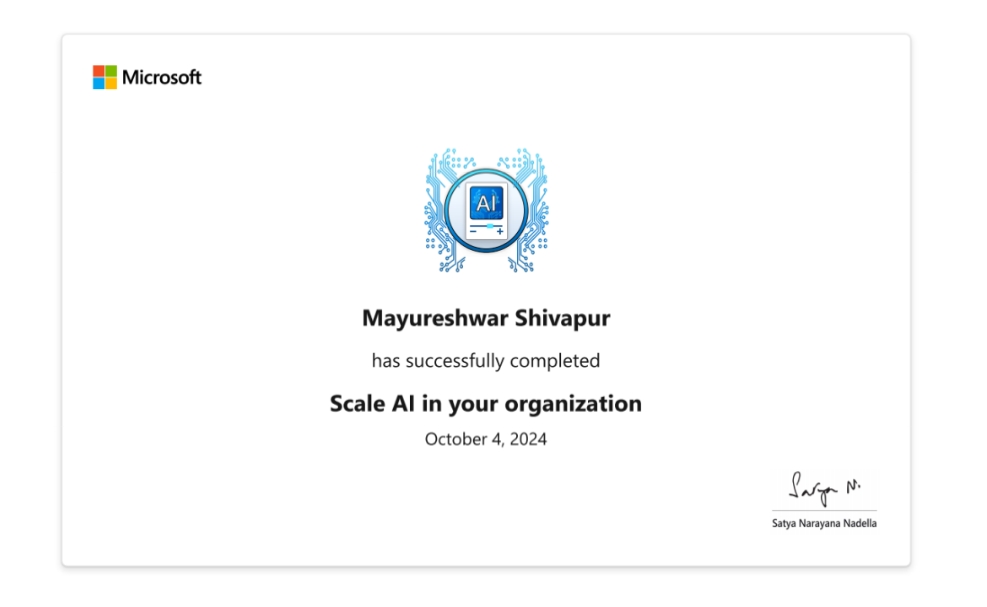 Microsoft
AI
Mayureshwar Shivapur
has successfully completed
Scale AI in your organization
October 4, 2024
Satya N.
Satya Narayana Nadella